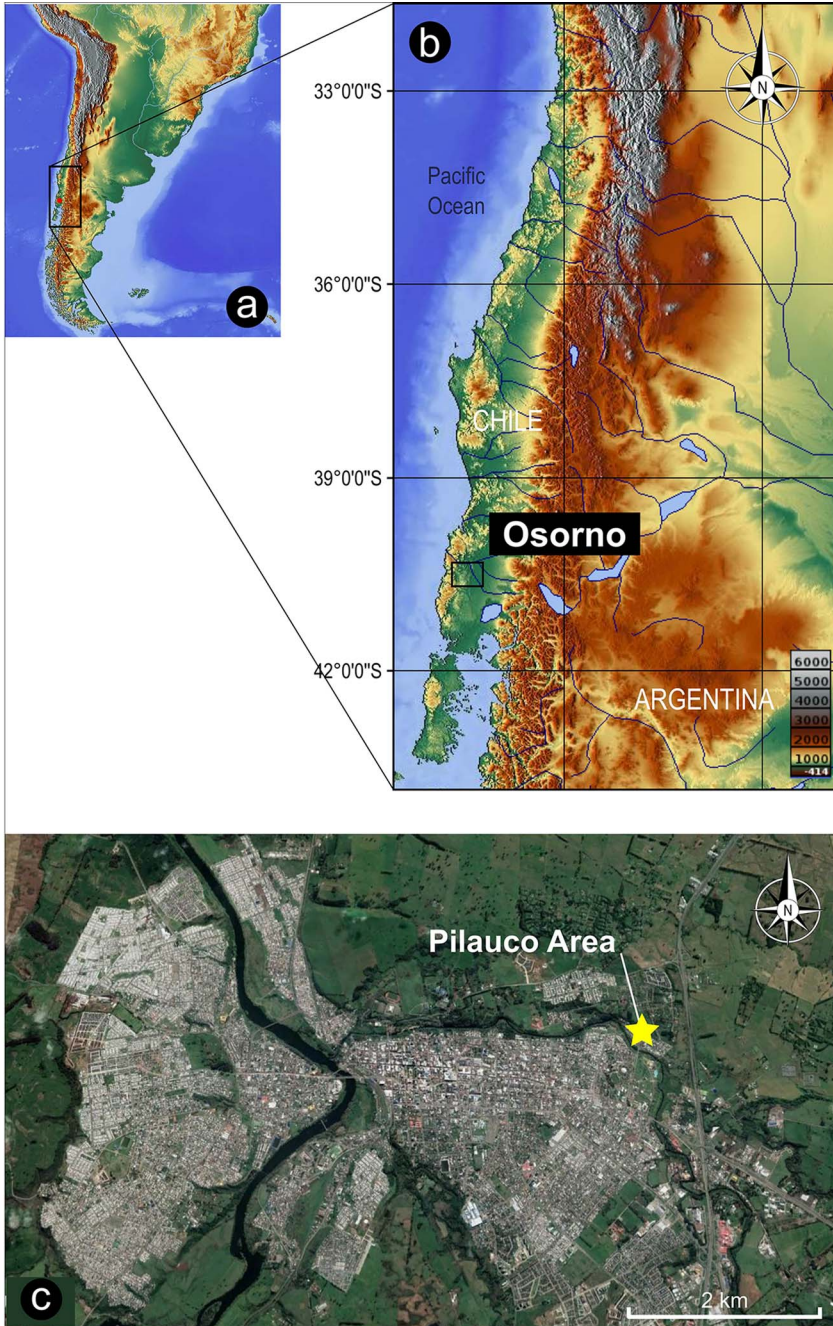 a
b
N
33°0'0"S
Pacific
Ocean
36°0'0"S
CHILE
39°0'0"S
Osorno
42°0'0"S
ARGENTINA
6000
5000
4000
3000
2000
1000
-414
Pilauco Area
N
c
2 km